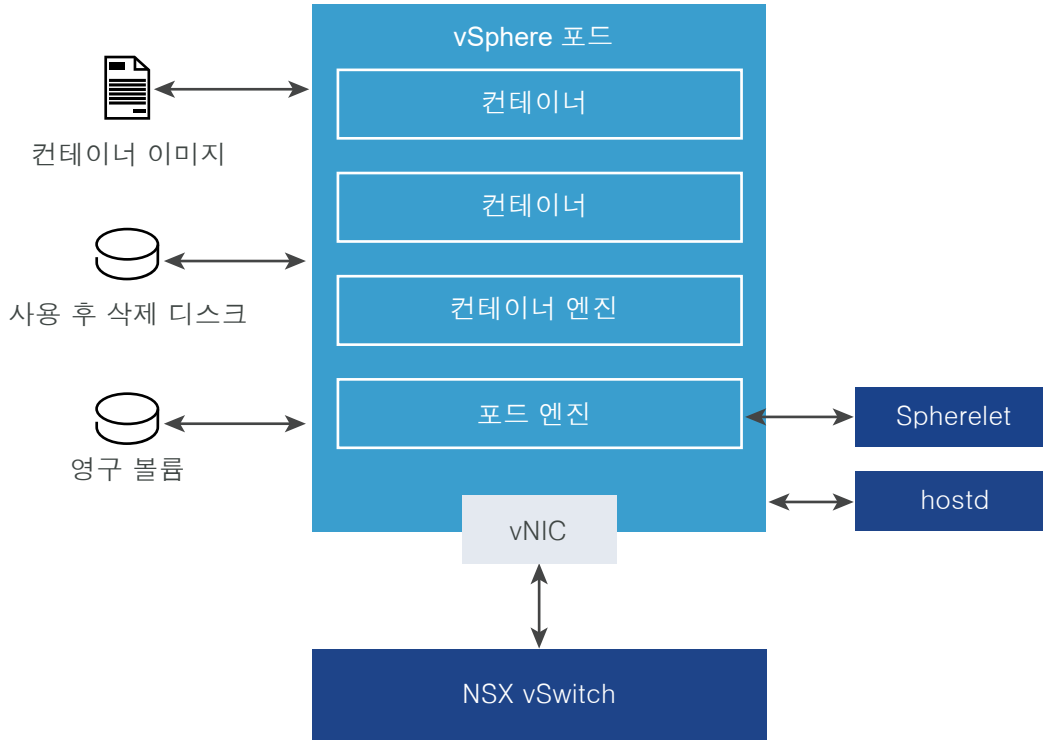 vSphere 포드
컨테이너
컨테이너 이미지
컨테이너
사용 후 삭제 디스크
컨테이너 엔진
포드 엔진
영구 볼륨
Spherelet
hostd
vNIC
NSX vSwitch